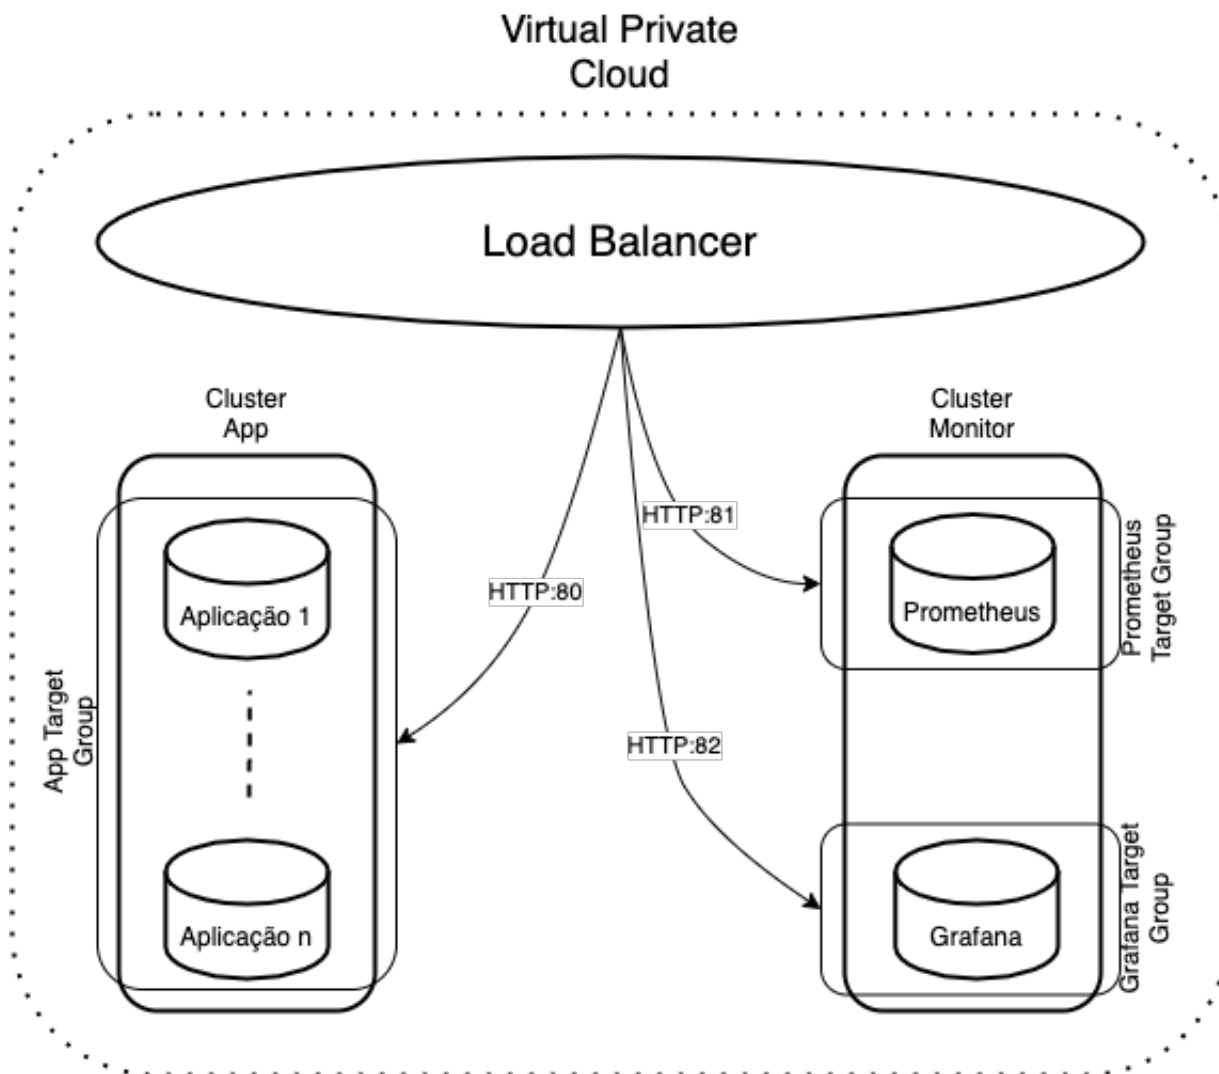 Virtual Private
Cloud
Load Balancer
Cluster
App
Cluster
Monitor
HTTP:81
HTTP:80
HTTP:82
App Target
Group
Aplicação 1
Aplicação n
Prometheus
Prometheus
Target Group
Grafana
Grafana Target
Group